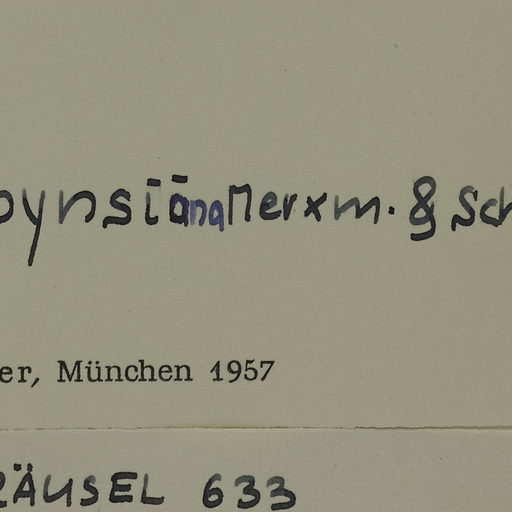 oynsiana Merxm. & Sch
er, München 1957
RÄUSEL 633